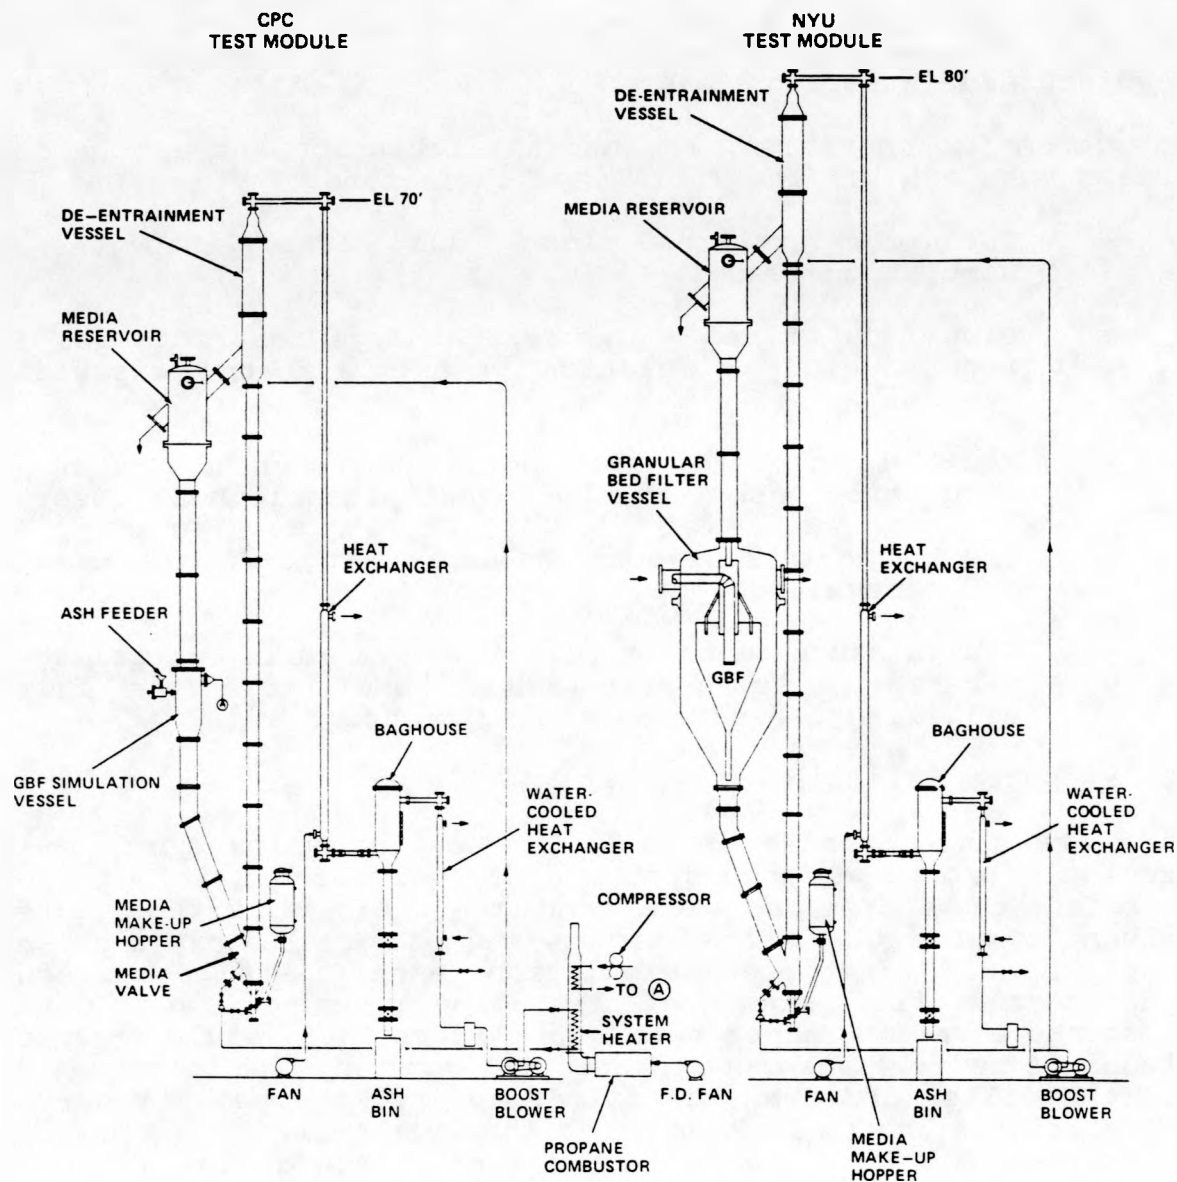 CPC
TEST MODULE
NYU
TEST MODULE
EL 80'
DE-ENTRAINMENT
VESSEL
DE–ENTRAINMENT
VESSEL
EL 70'
MEDIA RESERVOIR
MEDIA
RESERVOIR
GRANULAR
BED FILTER
VESSEL
HEAT
EXCHANGER
HEAT
EXCHANGER
ASH FEEDER
A
GBF
GBF SIMULATION
VESSEL
BAGHOUSE
BAGHOUSE
WATER-
COOLED
HEAT
EXCHANGER
WATER-
COOLED
HEAT
EXCHANGER
MEDIA
MAKE-UP
HOPPER
MEDIA
VALVE
COMPRESSOR
TO A
SYSTEM
HEATER
FAN
ASH
BIN
BOOST
BLOWER
PROPANE
COMBUSTOR
F.D. FAN
FAN
MEDIA
MAKE–UP
HOPPER
ASH
BIN
BOOST
BLOWER